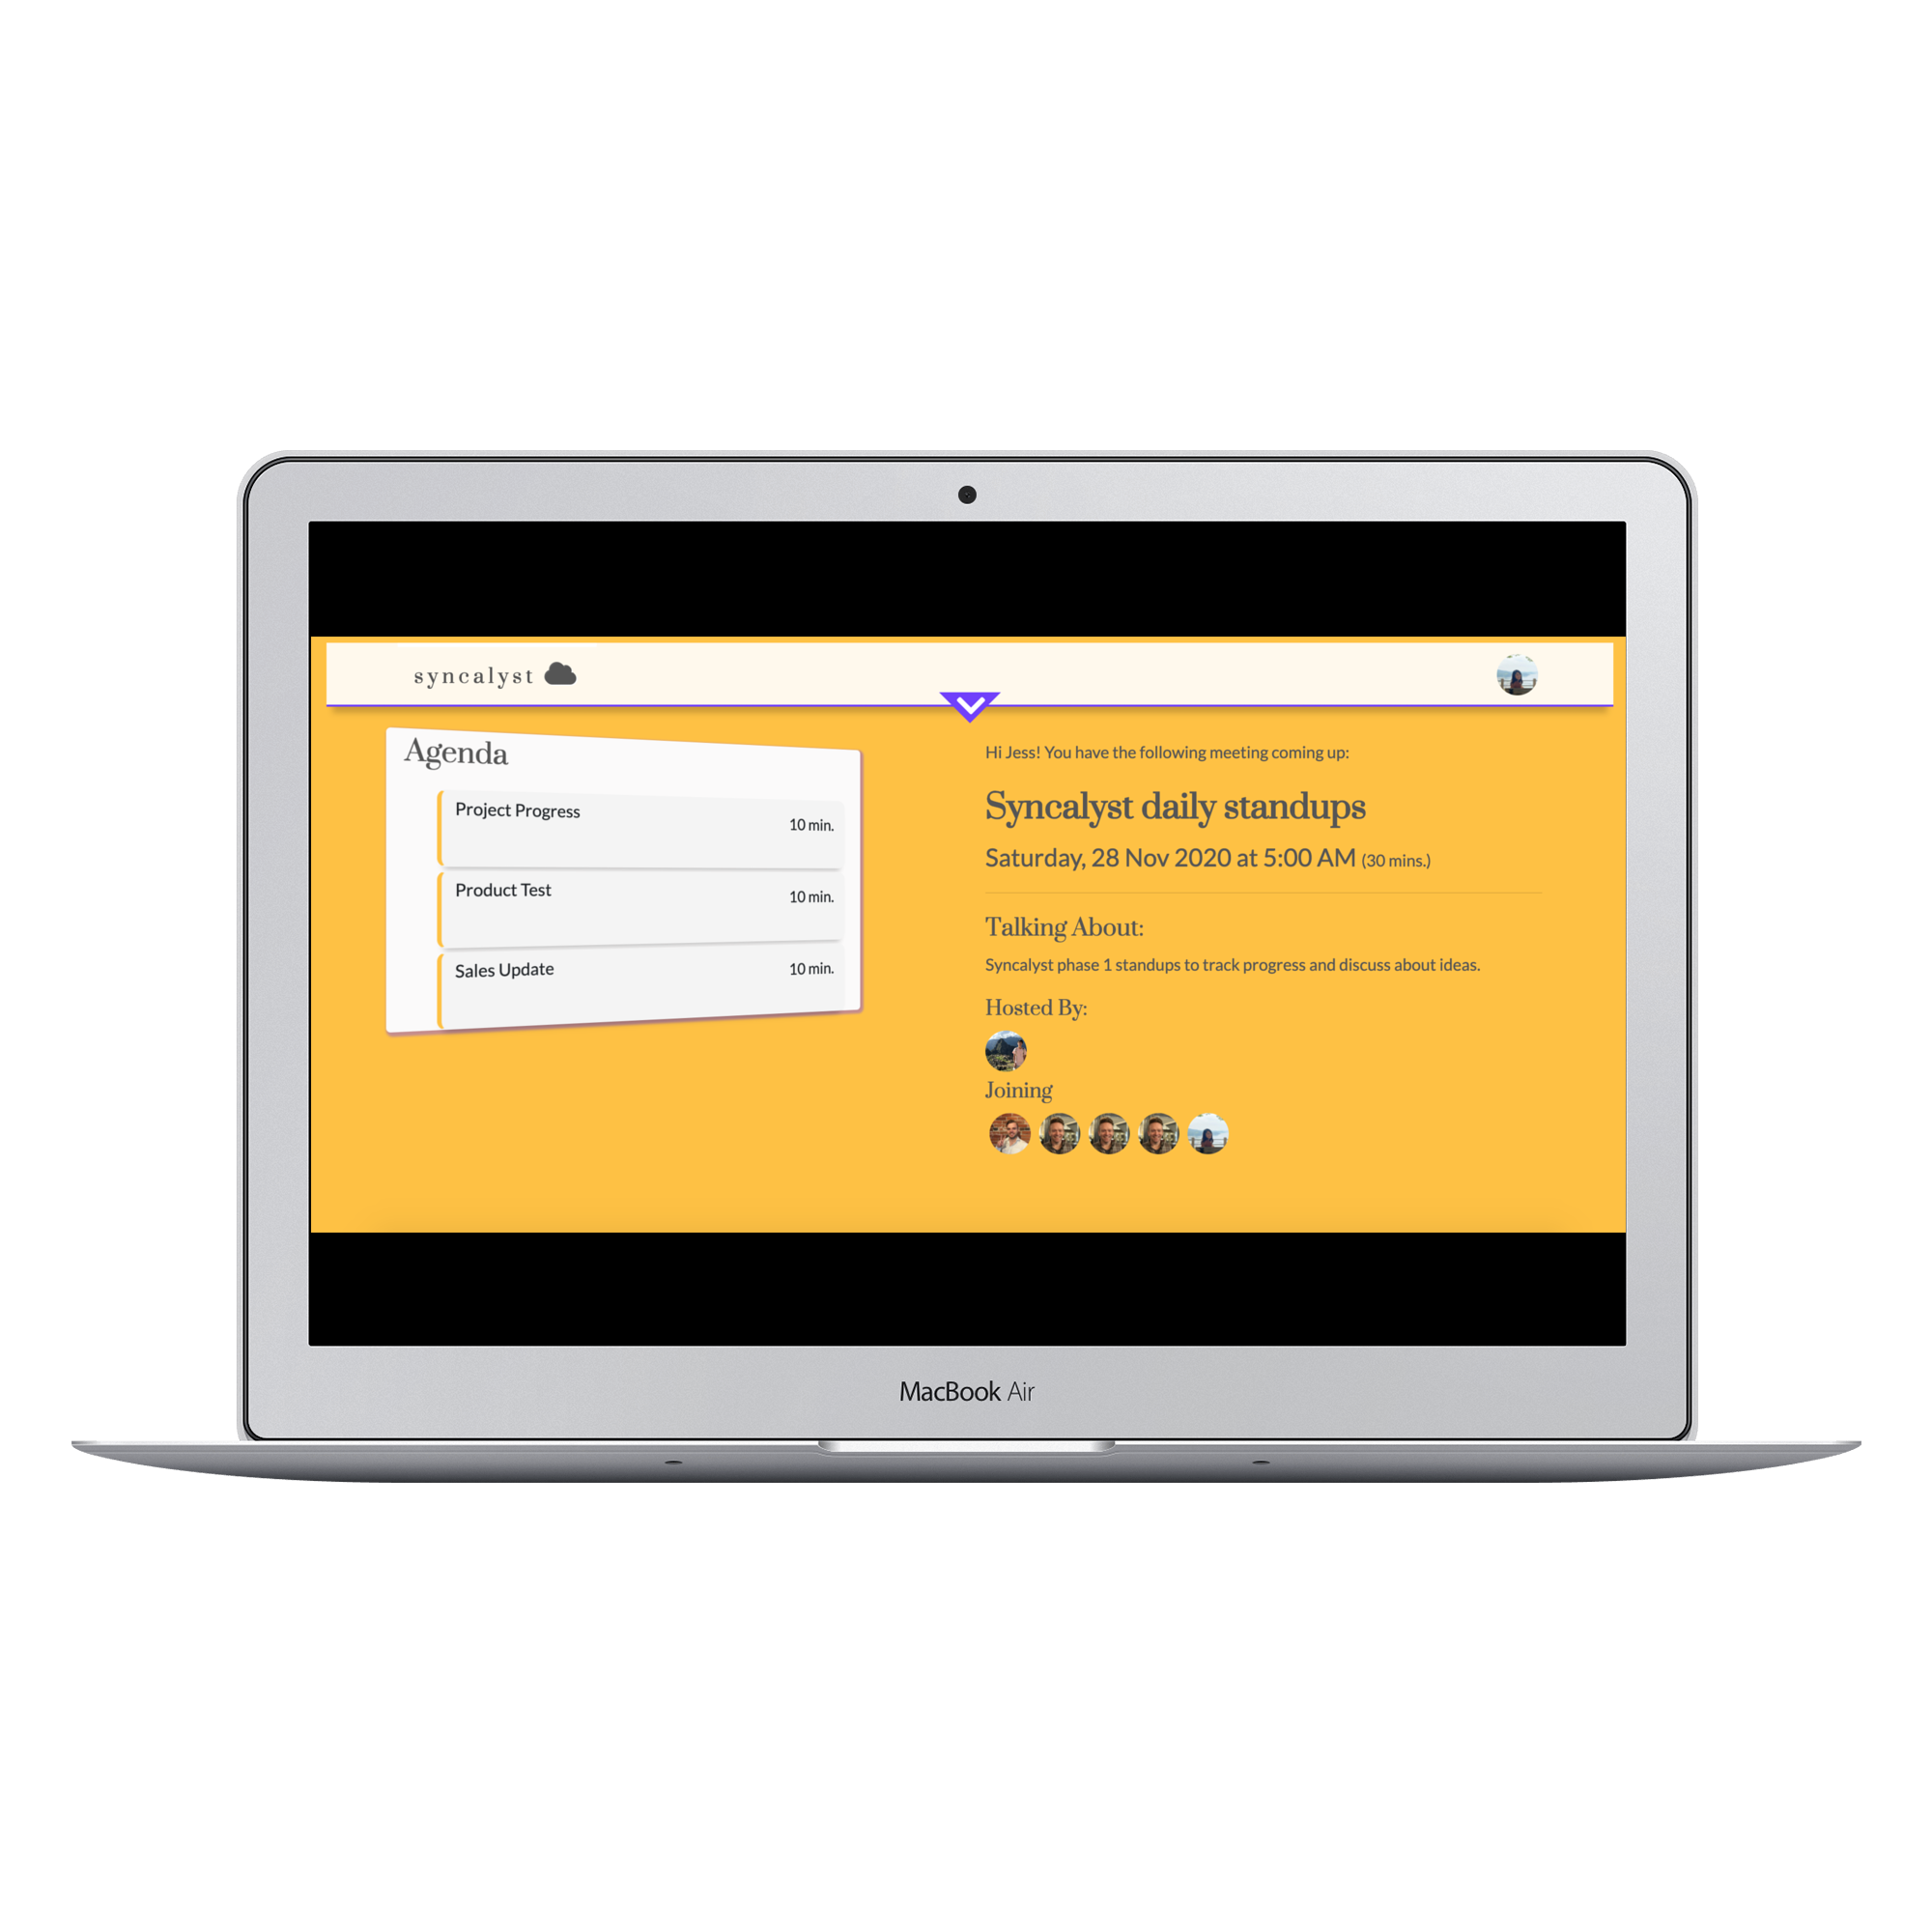 syncalyst
Agenda
Project Progress
10 min.
Product Test
10 min.
Sales Update
10 min.
Hi Jess! You have the following meeting coming up:
Syncalyst daily standups
Saturday, 28 Nov 2020 at 5:00 AM (30 mins.)
Talking About:
Syncalyst phase 1 standups to track progress and discuss about ideas.
Hosted By:
Joining
MacBook Air